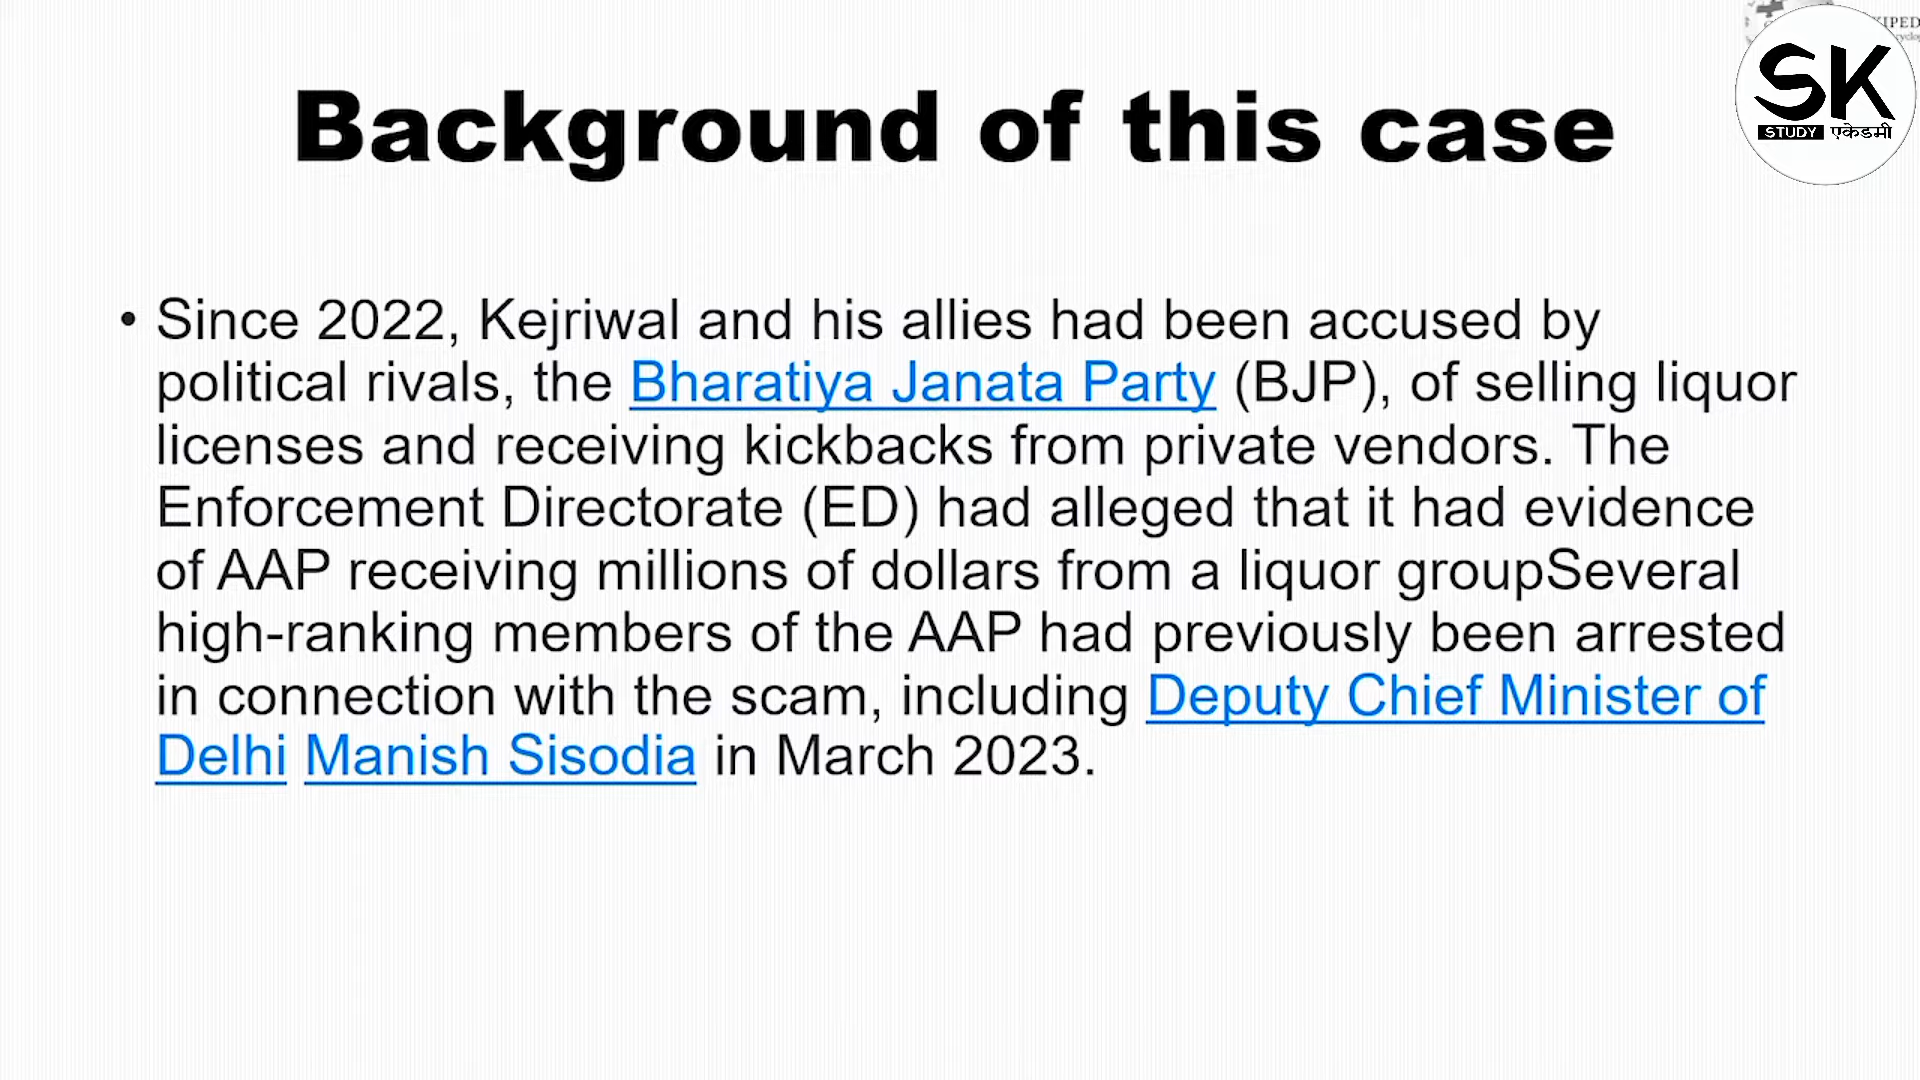 Background of this case
SK
STUDY एकेडमी
• Since 2022, Kejriwal and his allies had been accused by
political rivals, the Bharatiya Janata Party (BJP), of selling liquor
licenses and receiving kickbacks from private vendors. The
Enforcement Directorate (ED) had alleged that it had evidence
of AAP receiving millions of dollars from a liquor groupSeveral
high-ranking members of the AAP had previously been arrested
in connection with the scam, including Deputy Chief Minister of
Delhi Manish Sisodia in March 2023.